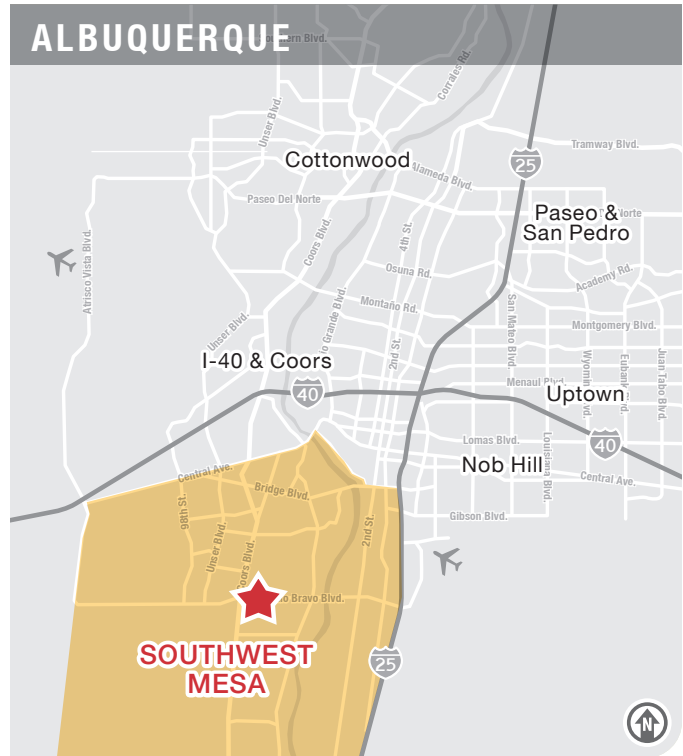 ALBUQUERQUE
Corrales Rd.
Unser Blvd.
Cottonwood
Tramway Blvd.
25
Alameda Blvd.
Paseo Del Norte
Paseo &
San Pedro
Norte
4th St.
Coors Blvd.
Atrisco Vista Blvd.
Osuna Rd.
Academy Rd.
Montaño Rd.
Grande Blvd.
San Mateo Blvd.
Montgomery Blvd.
Unser Blvd.
2nd St.
I-40 & Coors
40
Menaul Blvd.
Uptown
Juan Tabo Blvd.
Lomas Blvd.
40
Nob Hill
Louisiana Blvd.
Central Ave.
Central Ave.
Bridge Blvd.
98th St.
Gibson Blvd.
Unser Blvd.
Coors Blvd.
2nd St.
Bravo Blvd.
SOUTHWEST
MESA
25
N